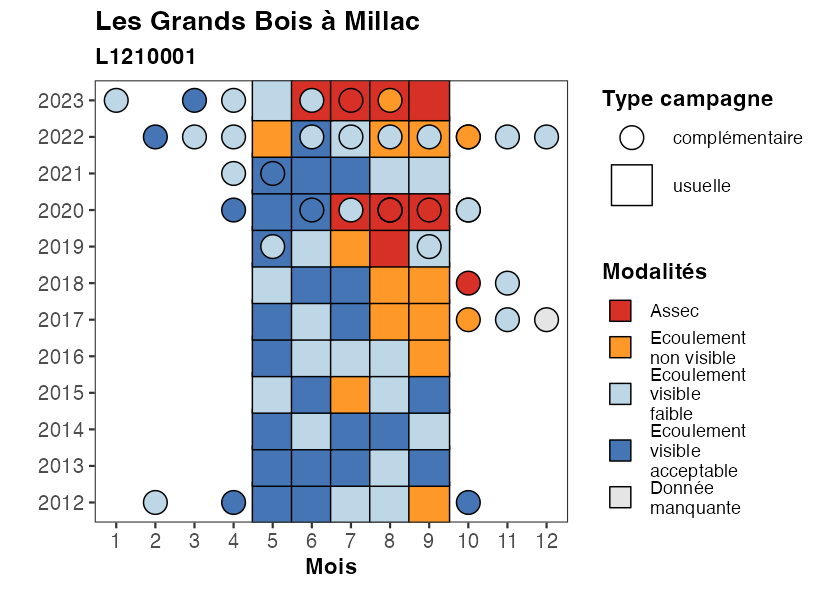 Les Grands Bois à Millac
L1210001
2023
2022
2021
2020
2019
2018
2017
2016
2015
2014
2013
2012
1 2 3 4 5 6 7 8 9 10 11 12
Mois
Type campagne
complémentaire
usuelle
Modalités
Assec
Ecoulement
non visible
Ecoulement
visible
faible
Ecoulement
visible
acceptable
Donnée
manquante